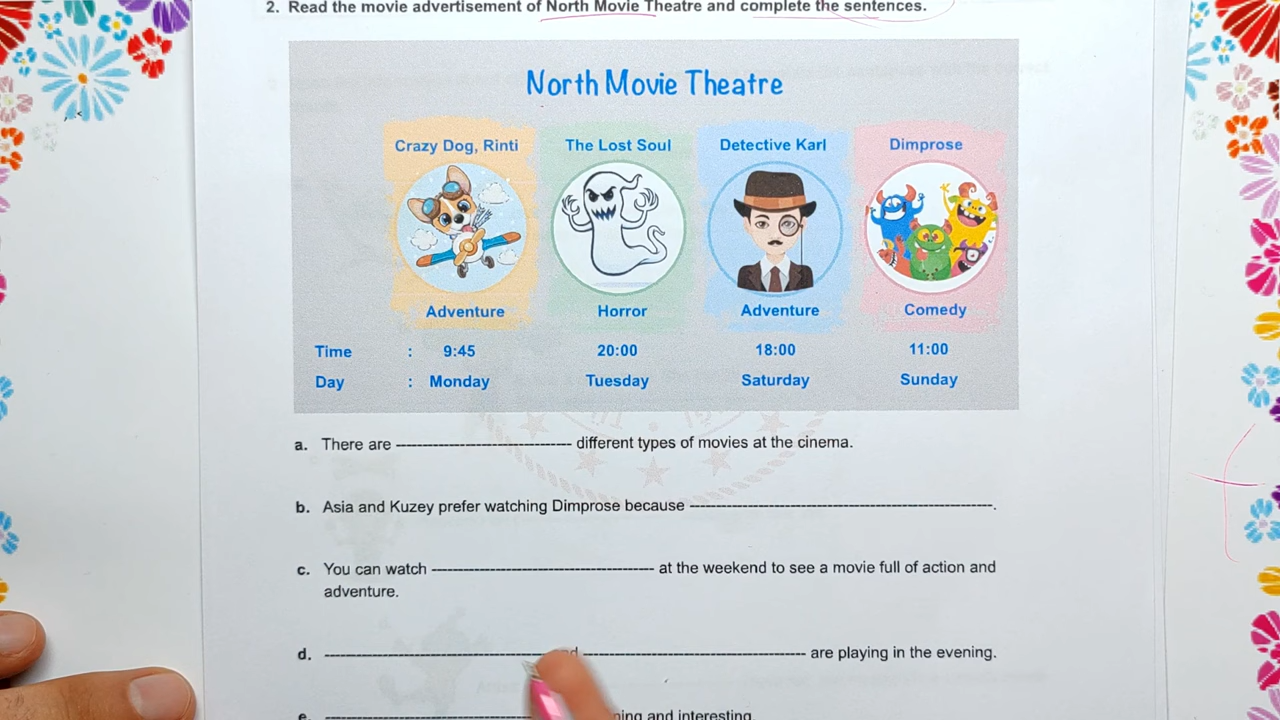 2. Read the movie advertisement of North Movie Theatre and complete the sentences.
North Movie Theatre
Crazy Dog, Rinti The Lost Soul Detective Karl Dimprose
Adventure Horror Adventure Comedy
Time : 9:45 20:00 18:00 11:00
Day : Monday Tuesday Saturday Sunday
a. There are ------------------------------ different types of movies at the cinema.
b. Asia and Kuzey prefer watching Dimprose because ----------------------------------------------------.
c. You can watch -------------------------------------- at the weekend to see a movie full of action and
adventure.
d. -------------------------------------- -------------------------------------- are playing in the evening.
e. ------------------------------------ and interesting.